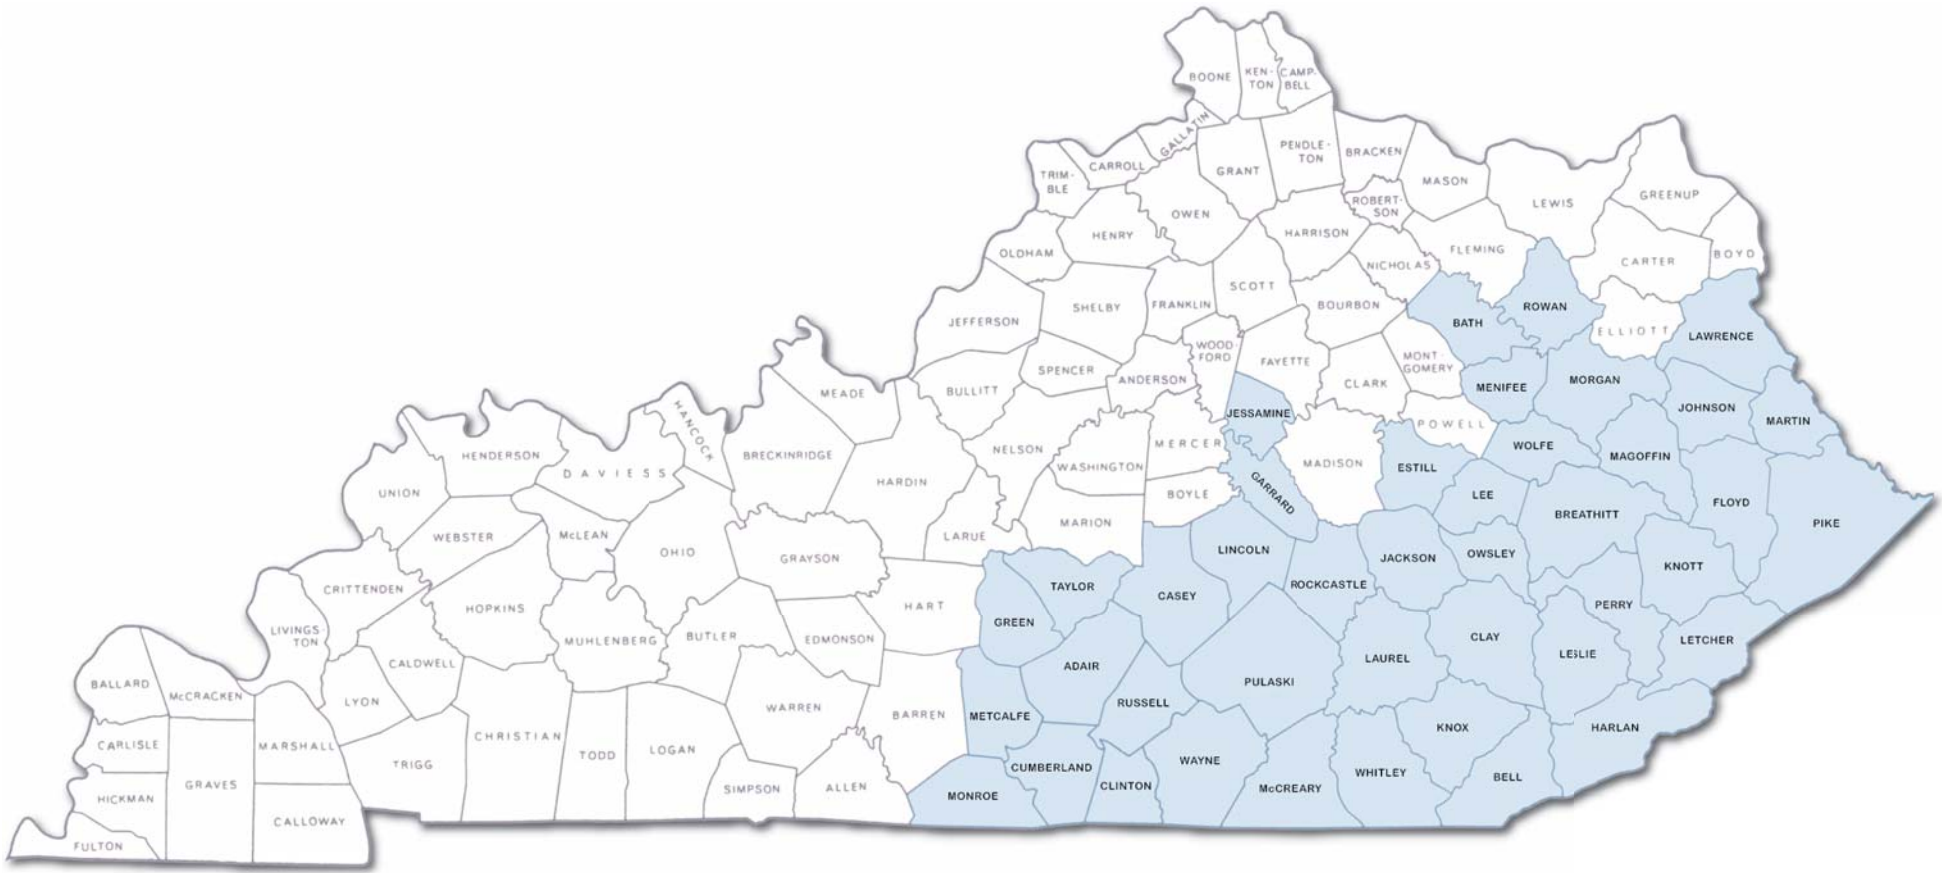 BOONE
KEN-
TON
CAMP-
BELL
GALLATIN
CARROLL
TRIM-
BLE
GRANT
PENDLE-
TON
BRACKEN
MASON
LEWIS
GREENUP
ROBERT-
SON
OWEN
HENRY
OLDHAM
HARRISON
FLEMING
NICHOLAS
CARTER
BOYD
SHELBY
FRANKLIN
SCOTT
BOURBON
BATH
ROWAN
ELLIOTT
LAWRENCE
JEFFERSON
SPENCER
ANDERSON
WOOD-
FORD
FAYETTE
CLARK
MONT-
GOMERY
MENIFEE
MORGAN
JOHNSON
MARTIN
MEADE
BULLITT
HANCOCK
JESSAMINE
POWELL
WOLFE
MAGOFFIN
HENDERSON
DAVIESS
BRECKINRIDGE
HARDIN
NELSON
WASHINGTON
MERCER
MADISON
ESTILL
LEE
FLOYD
PIKE
UNION
BOYLE
GARRARD
BREATHITT
WEBSTER
McLEAN
OHIO
GRAYSON
LARUE
MARION
LINCOLN
JACKSON
OWSLEY
KNOTT
CRITTENDEN
HOPKINS
HART
TAYLOR
CASEY
ROCKCASTLE
PERRY
LIVINGS-
TON
MUHLENBERG
BUTLER
EDMONSON
GREEN
CLAY
LESLIE
LETCHER
CALDWELL
ADAIR
PULASKI
LAUREL
BALLARD
McCRACKEN
LYON
WARREN
BARREN
METCALFE
RUSSELL
KNOX
HARLAN
CARLISLE
MARSHALL
TRIGG
CHRISTIAN
TODD
LOGAN
CUMBERLAND
WAYNE
WHITLEY
BELL
HICKMAN
GRAVES
SIMPSON
ALLEN
MONROE
CLINTON
McCREARY
CALLOWAY
FULTON